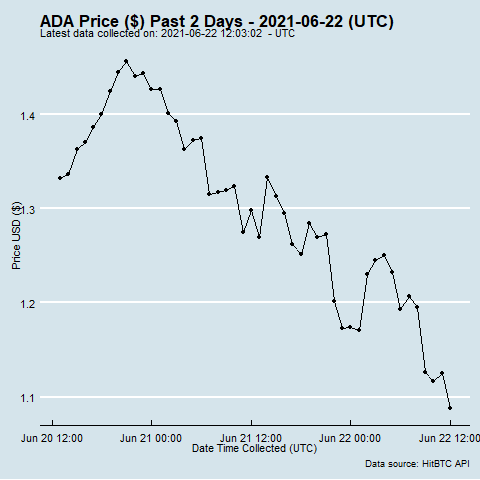 ADA Price ($) Past 2 Days - 2021-06-22 (UTC)
Latest data collected on: 2021-06-22 12:03:02 - UTC
1.4
1.3
1.2
1.1
Price USD ($)
Jun 20 12:00 Jun 21 00:00 Jun 21 12:00 Jun 22 00:00 Jun 22 12:00
Date Time Collected (UTC)
Data source: HitBTC API